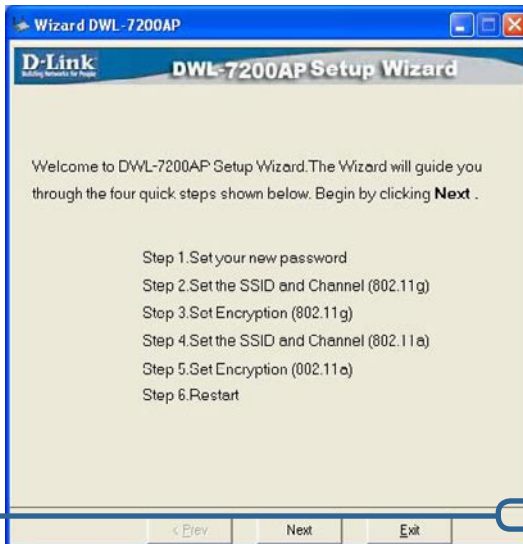 Wizard DWL-7200AP
D-Link
Building Networks for People
DWL-7200AP Setup Wizard
Welcome to DWL-7200AP Setup Wizard.The Wizard will guide you
through the four quick steps shown below. Begin by clicking Next .
Step 1.Set your new password
Step 2.Set the SSID and Channel (802.11g)
Step 3.Set Encryption (802.11g)
Step 4.Set the SSID and Channel (802.11a)
Step 5.Set Encryption (802.11a)
Step 6.Restart
< Prev
Next
Exit